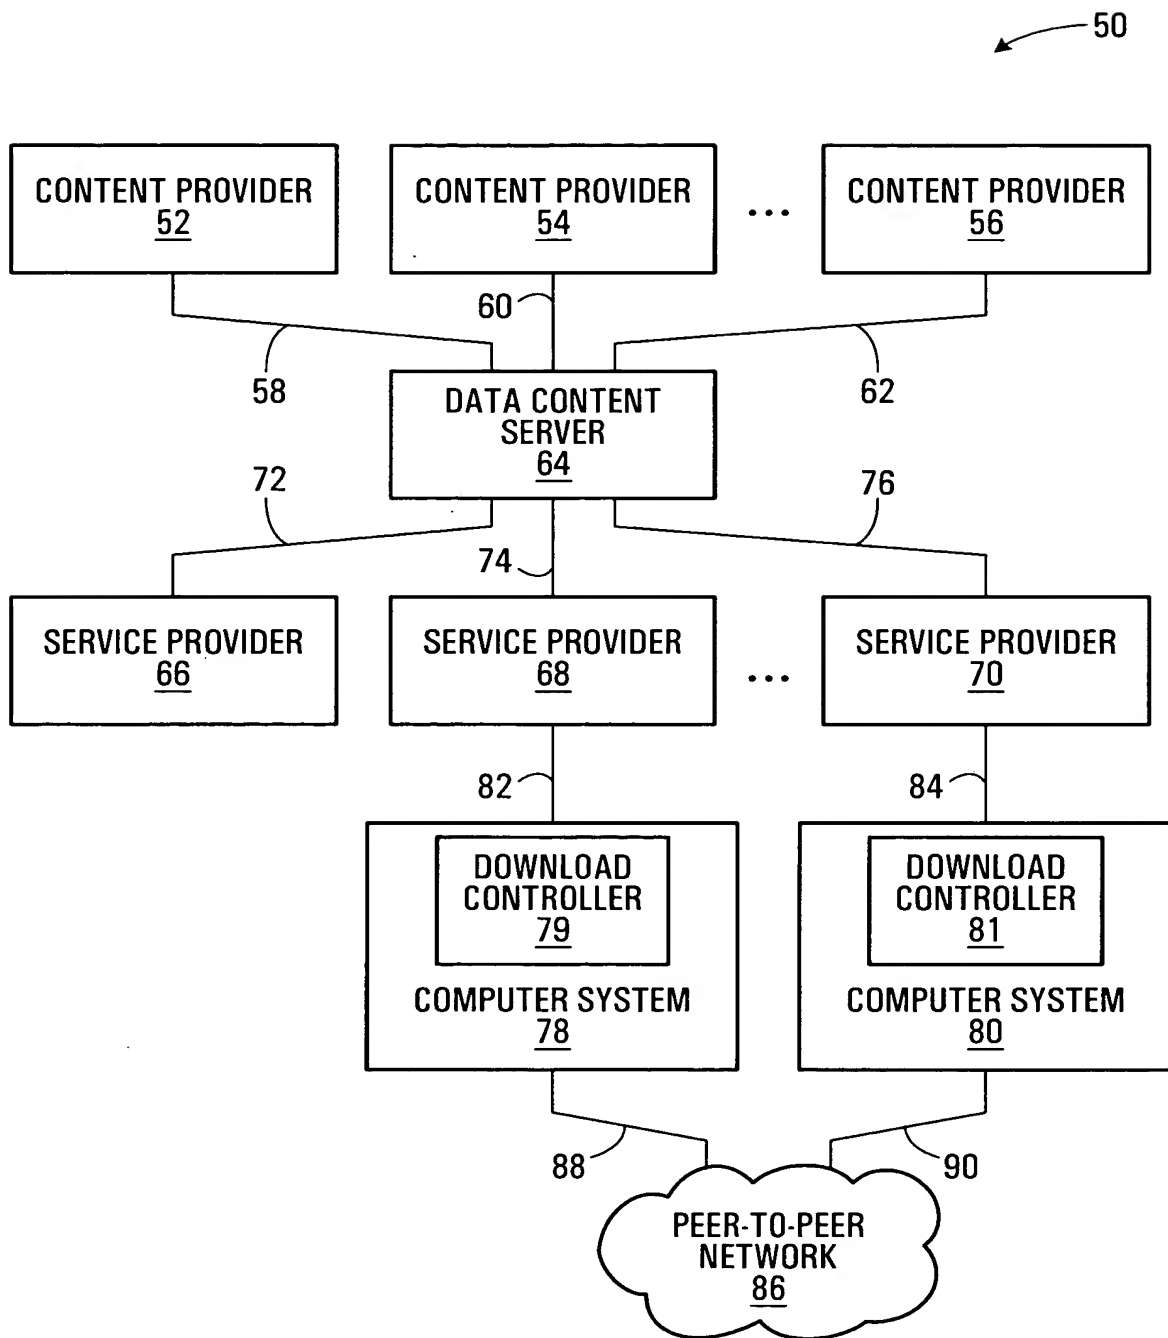 50
CONTENT PROVIDER
52
CONTENT PROVIDER
54
...
CONTENT PROVIDER
56
60
58
62
DATA CONTENT
SERVER
64
72
76
74
SERVICE PROVIDER
66
SERVICE PROVIDER
68
...
SERVICE PROVIDER
70
82
84
DOWNLOAD
CONTROLLER
79
COMPUTER SYSTEM
78
DOWNLOAD
CONTROLLER
81
COMPUTER SYSTEM
80
88
90
PEER-TO-PEER
NETWORK
86